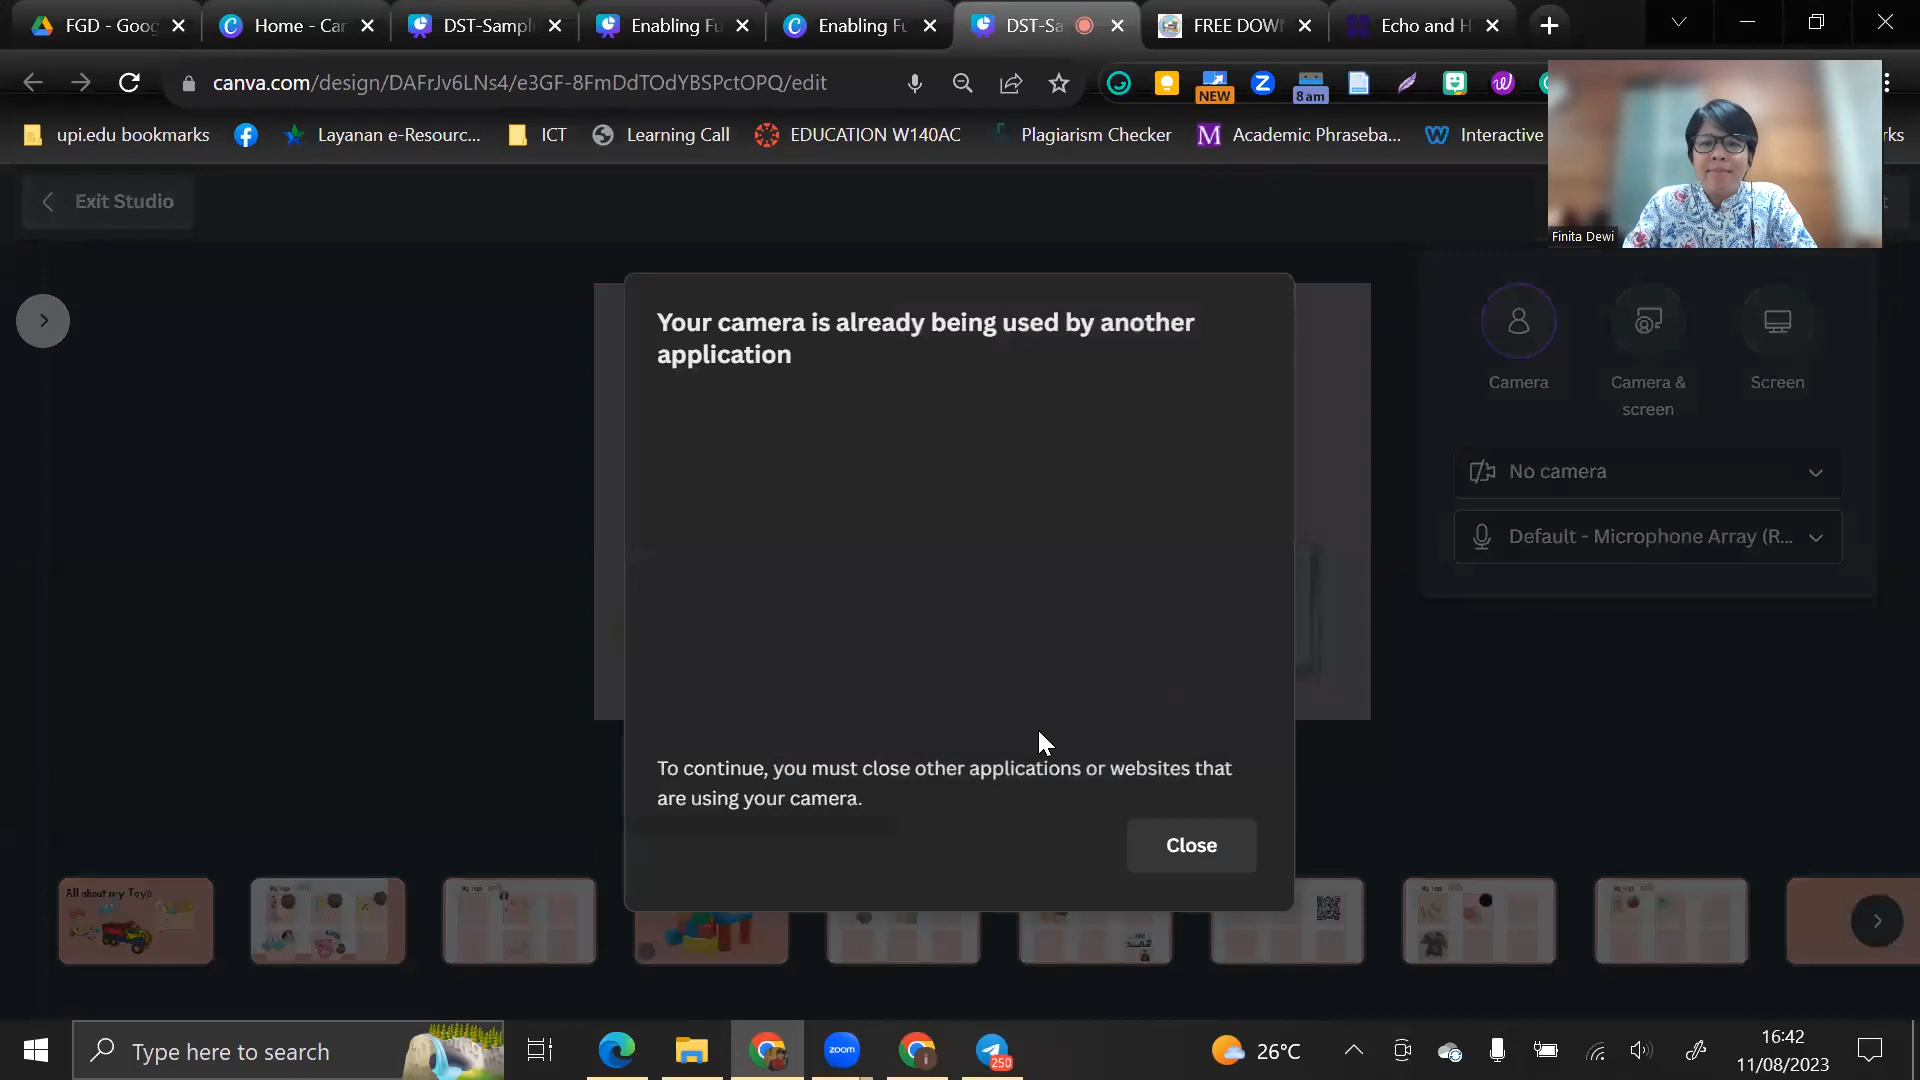 FGD - Goog
Home - Car
DST-Sampl
Enabling Fu
Enabling Fu
DST-Sa
FREE DOW
Echo and H
canva.com/design/DAFrJv6LNs4/e3GF-8FmDdTOdYBSPctOPQ/edit
NEW
8am
upi.edu bookmarks
Layanan e-Resourc...
ICT
Learning Call
EDUCATION W140AC
Plagiarism Checker
Academic Phraseba...
Interactive
rks
Exit Studio
Finita Dewi
Your camera is already being used by another
application
Camera
Camera &
screen
Screen
No camera
Default - Microphone Array (R...
To continue, you must close other applications or websites that
are using your camera.
Close
All about my Toys
Type here to search
zoom
250
26°C
16:42
11/08/2023